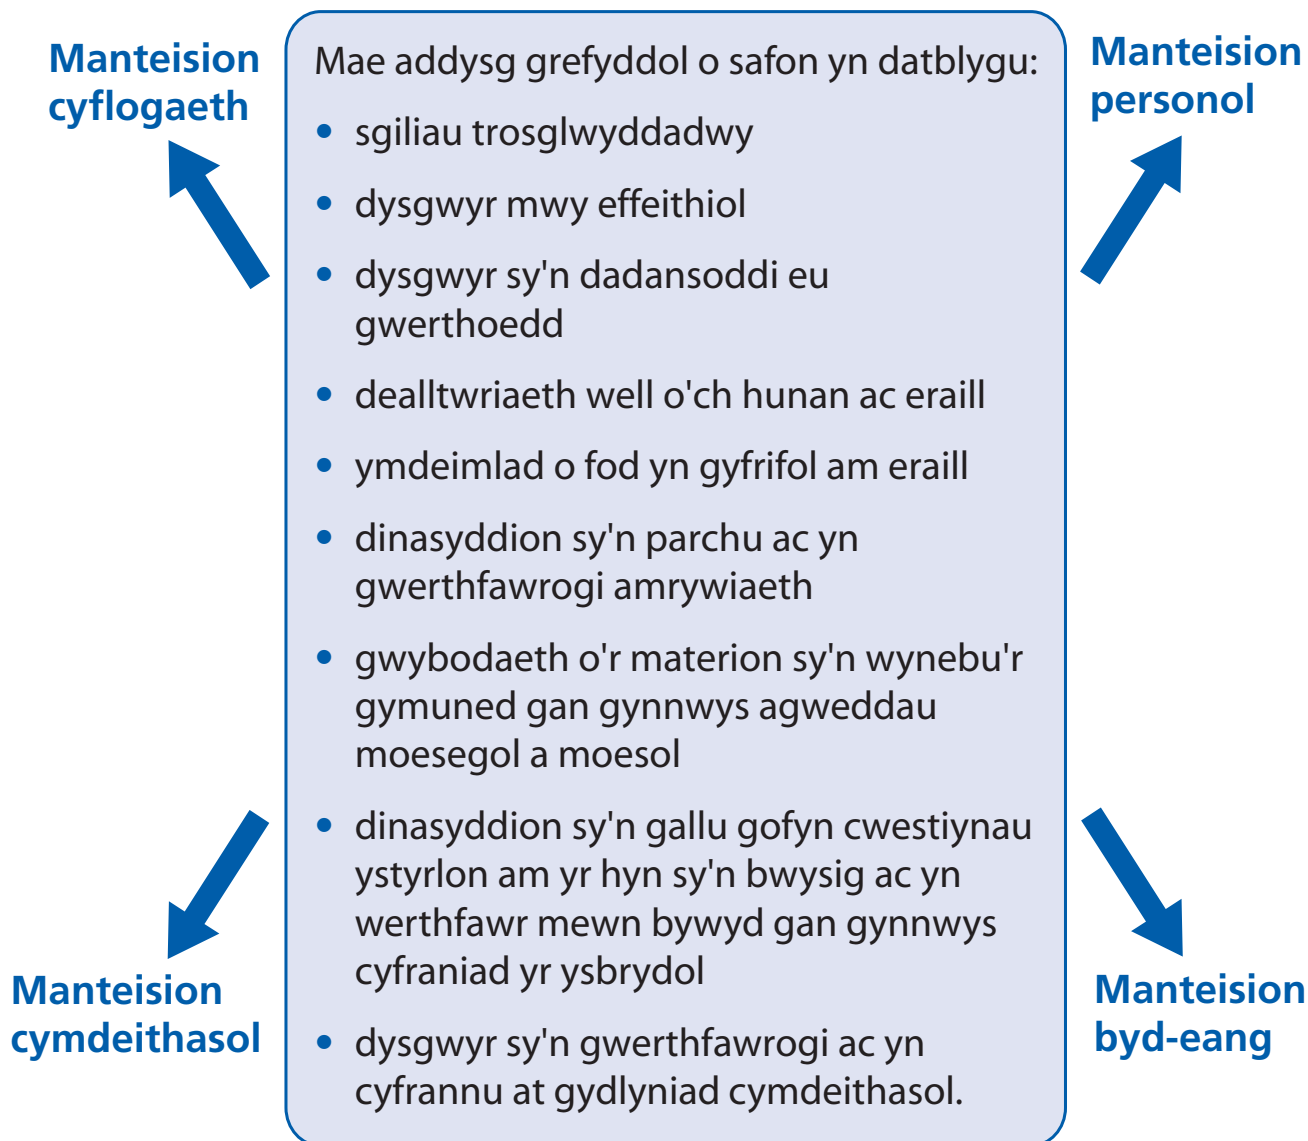 Manteision
cyflogaeth
Mae addysg grefyddol o safon yn datblygu:
• sgiliau trosglwyddadwy
• dysgwyr mwy effeithiol
• dysgwyr sy'n dadansoddi eu
gwerthoedd
• dealltwriaeth well o'ch hunan ac eraill
• ymdeimlad o fod yn gyfrifol am eraill
• dinasyddion sy'n parchu ac yn
gwerthfawrogi amrywiaeth
• gwybodaeth o'r materion sy'n wynebu'r
gymuned gan gynnwys agweddau
moesegol a moesol
• dinasyddion sy'n gallu gofyn cwestiynau
ystyrlon am yr hyn sy'n bwysig ac yn
werthfawr mewn bywyd gan gynnwys
cyfraniad yr ysbrydol
• dysgwyr sy'n gwerthfawrogi ac yn
cyfrannu at gydlyniad cymdeithasol.
Manteision
personol
Manteision
cymdeithasol
Manteision
byd-eang